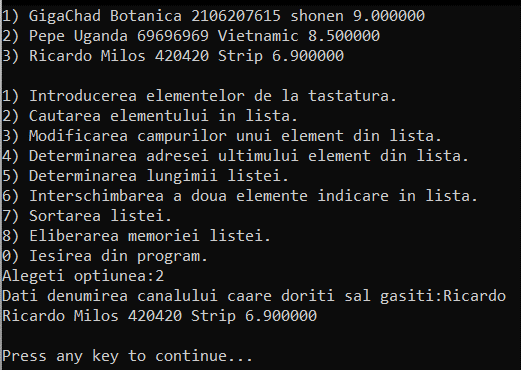 1) GigaChad Botanica 2106207615 shonen 9.000000
2) Pepe Uganda 69696969 Vietnamic 8.500000
3) Ricardo Milos 420420 Strip 6.900000
1) Introducerea elementelor de la tastatura.
2) Cautarea elementului in lista.
3) Modificarea campurilor unui element din lista.
4) Determinarea adresei ultimului element din lista.
5) Determinarea lungimii listei.
6) Interschimbarea a doua elemente indicare in lista.
7) Sortarea listei.
8) Eliberarea memoriei listei.
0) Iesirea din program.
Alegeti optiunea:2
Dati denumirea canalului caare doriti sal gasiti:Ricardo
Ricardo Milos 420420 Strip 6.900000
Press any key to continue...